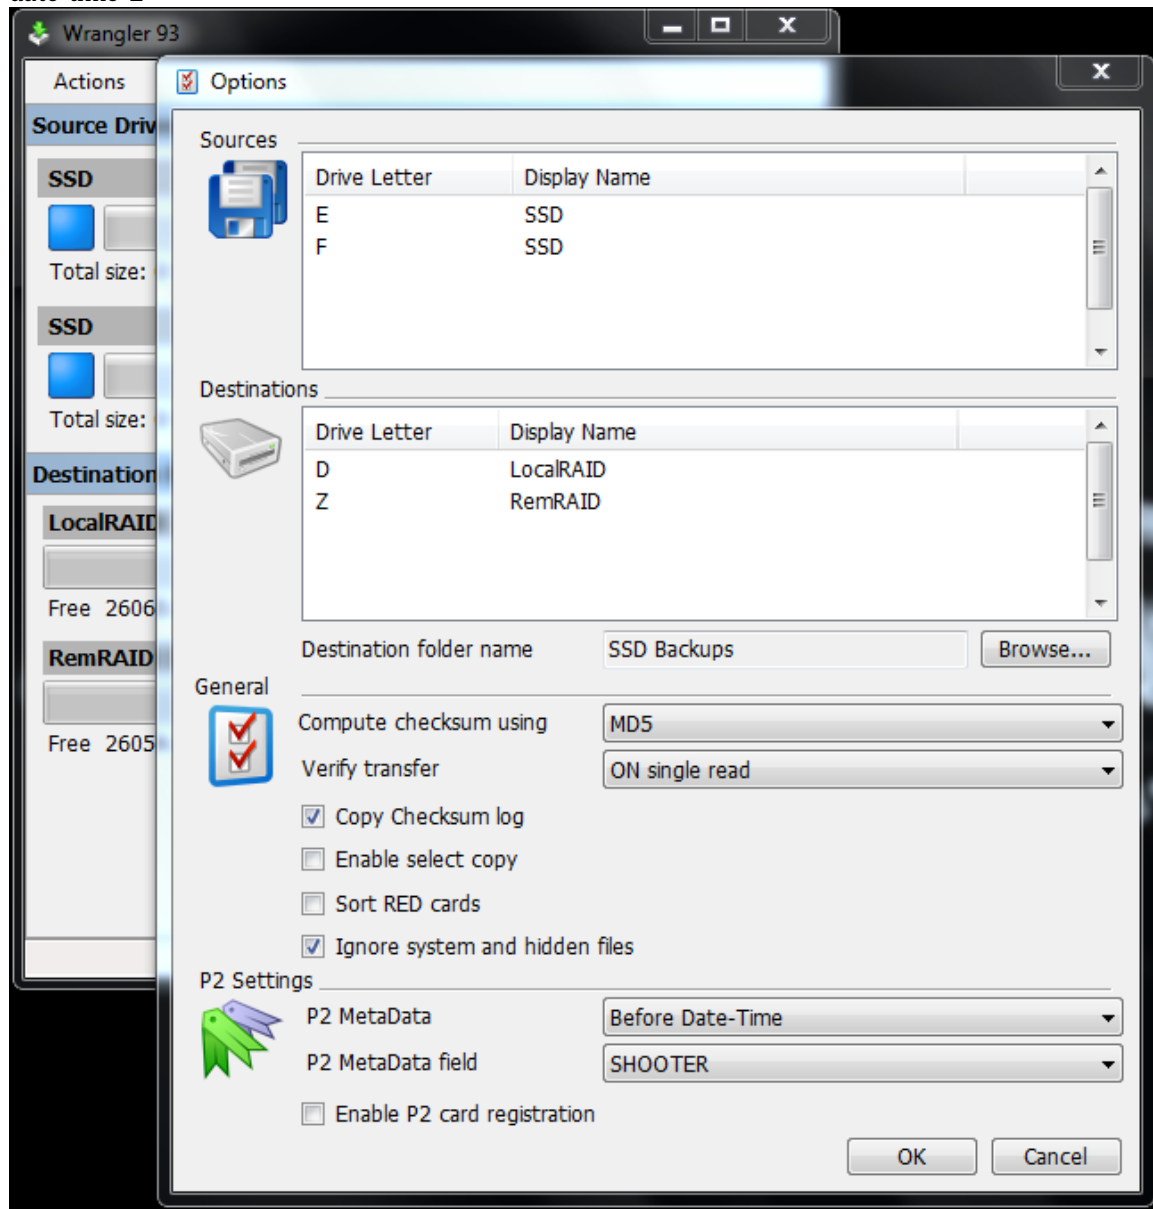 Wrangler 93
Actions
Options
Source Driv
SSD
Total size:
SSD
Total size:
Destination
LocalRAID
Free 2606
RemRAID
Free 2605
Sources
Drive Letter Display Name
E SSD
F SSD
Destinations
Drive Letter Display Name
D LocalRAID
Z RemRAID
Destination folder name SSD Backups Browse...
General
Compute checksum using MD5
Verify transfer ON single read
Copy Checksum log
Enable select copy
Sort RED cards
Ignore system and hidden files
P2 Settings
P2 MetaData Before Date-Time
P2 MetaData field SHOOTER
Enable P2 card registration
OK Cancel